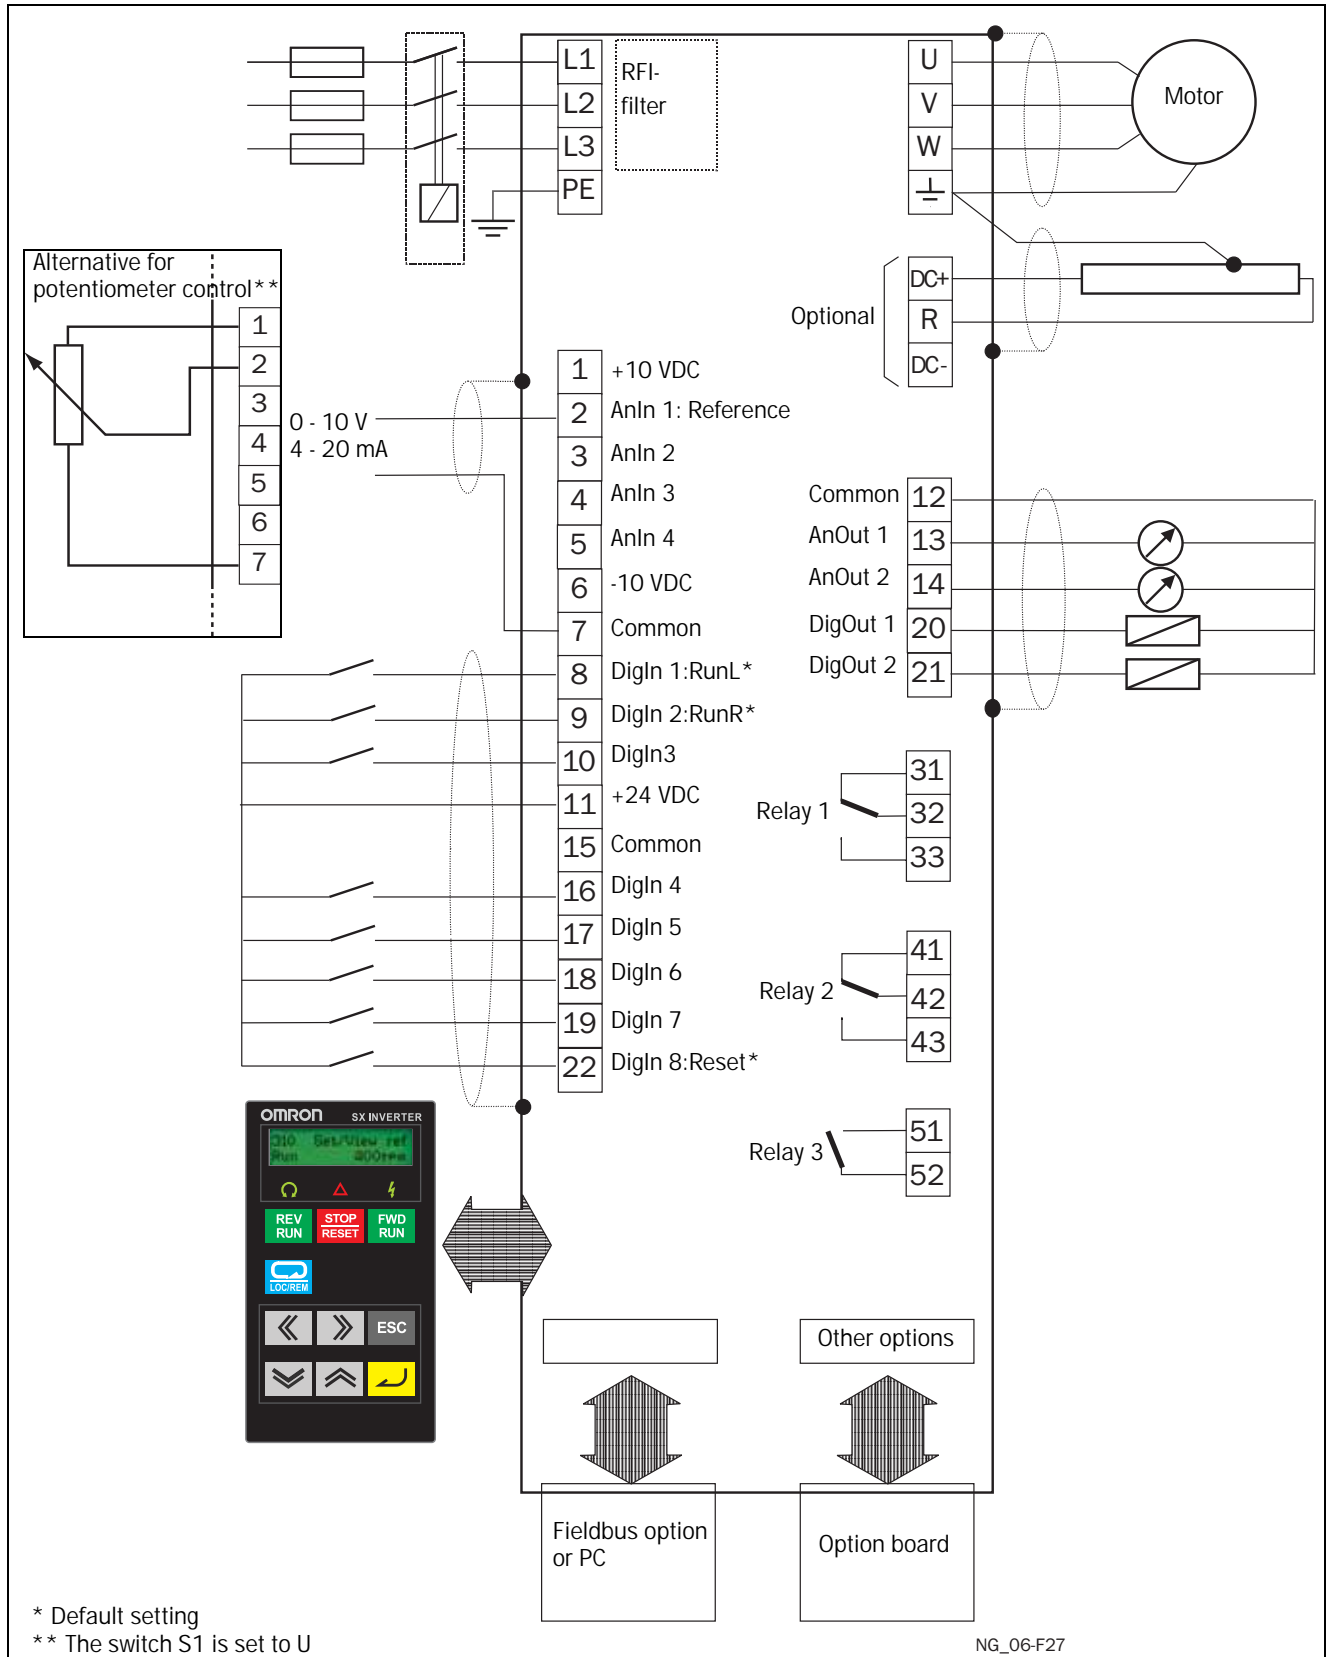 L1
L2
L3
PE
RFI-
filter
U
V
W
Motor
Alternative for
potentiometer control**
1
2
3
4
5
6
7
0 - 10 V
4 - 20 mA
Optional
DC+
R
DC-
1 +10 VDC
2 AnIn 1: Reference
3 AnIn 2
4 AnIn 3
5 AnIn 4
6 -10 VDC
7 Common
8 DigIn 1:RunL*
9 DigIn 2:RunR*
10 DigIn3
11 +24 VDC
15 Common
16 DigIn 4
17 DigIn 5
18 DigIn 6
19 DigIn 7
22 DigIn 8:Reset*
Common 12
AnOut 1 13
AnOut 2 14
DigOut 1 20
DigOut 2 21
Relay 1
31
32
33
Relay 2
41
42
43
Relay 3
51
52
OMRON SX INVERTER
310 Set/View ref
Run
REV RUN
STOP RESET
FWD RUN
LOC/REM
ESC
Other options
Fieldbus option
or PC
Option board
* Default setting
** The switch S1 is set to U
NG_06-F27